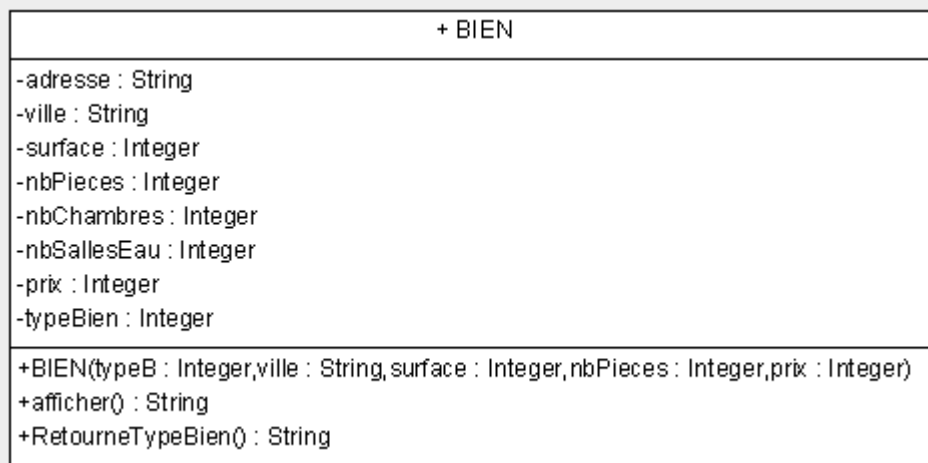 + BIEN
-adresse : String
-ville : String
-surface : Integer
-nbPieces : Integer
-nbChambres : Integer
-nbSallesEau : Integer
-prix : Integer
-typeBien : Integer
+BIEN(typeB : Integer,ville : String,surface : Integer,nbPieces : Integer,prix : Integer)
+afficher() : String
+RetourneTypeBien() : String